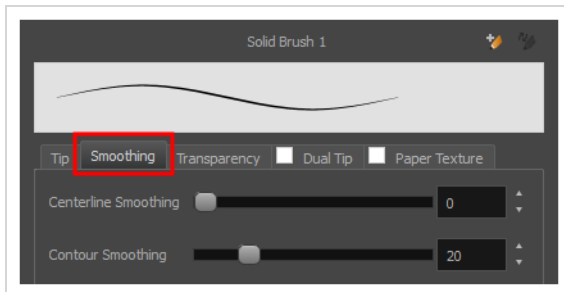 Solid Brush 1
Tip Smoothing Transparency Dual Tip Paper Texture
Centerline Smoothing 0
Contour Smoothing 20